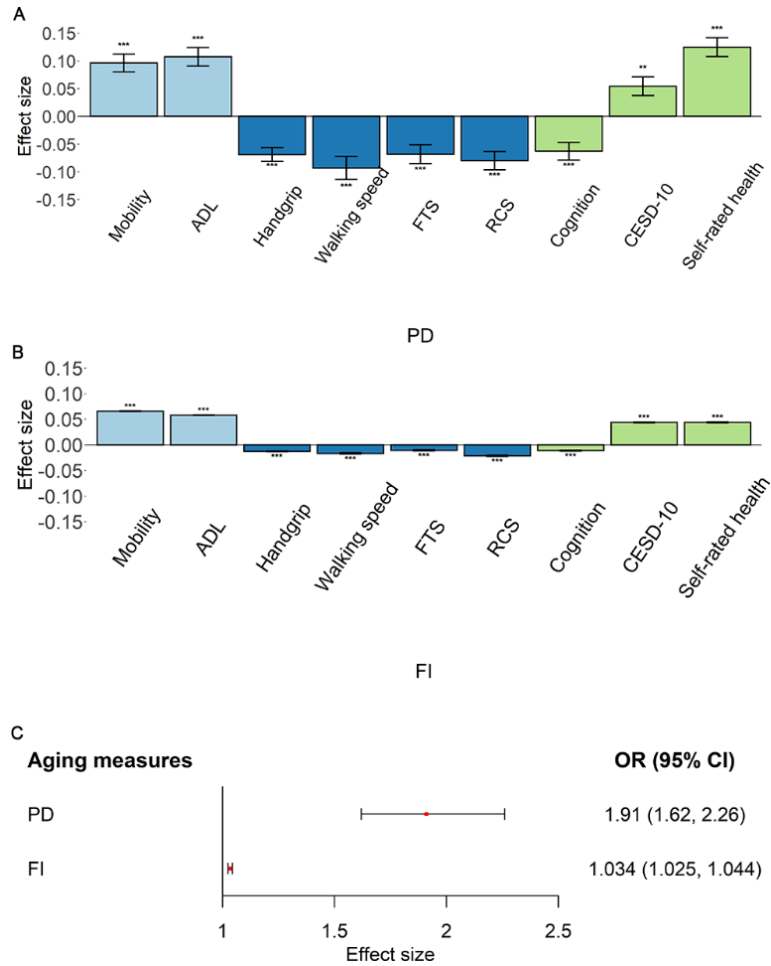 A
Effect size
0.15
0.10
0.05
0.00
-0.05
-0.10
-0.15
***
***
***
***
***
***
***
**
***
Mobility
ADL
Handgrip
Walking speed
FTS
RCS
Cognition
CESD-10
Self-rated health
PD
B
Effect size
0.15
0.10
0.05
0.00
-0.05
-0.10
-0.15
***
***
***
***
***
***
***
***
***
Mobility
ADL
Handgrip
Walking speed
FTS
RCS
Cognition
CESD-10
Self-rated health
FI
C
Aging measures OR (95% CI)
PD 1.91 (1.62, 2.26)
FI 1.034 (1.025, 1.044)
1 1.5 2 2.5
Effect size